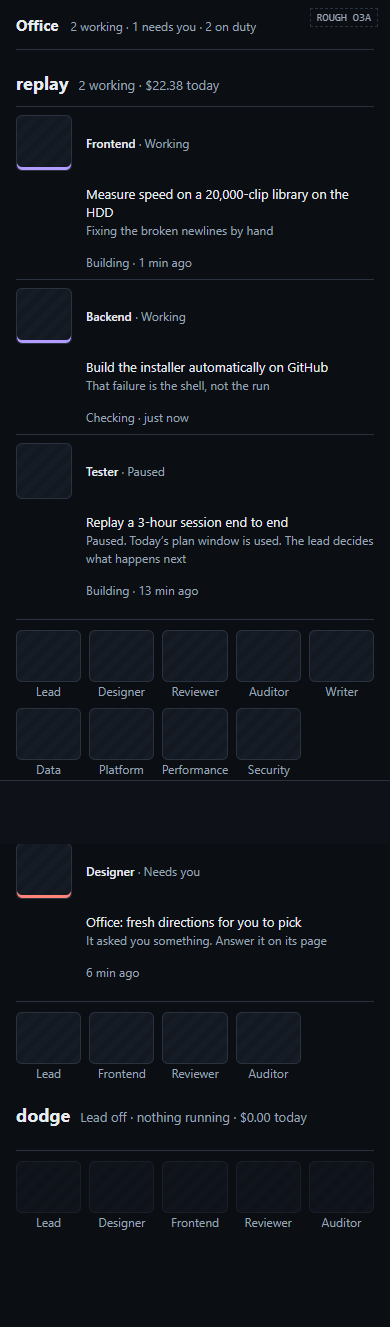 Office 2 working · 1 needs you · 2 on duty
ROUGH O3A
replay 2 working · $22.38 today
Frontend · Working
Measure speed on a 20,000-clip library on the
HDD
Fixing the broken newlines by hand
Building · 1 min ago
Backend · Working
Build the installer automatically on GitHub
That failure is the shell, not the run
Checking · just now
Tester · Paused
Replay a 3-hour session end to end
Paused. Today's plan window is used. The lead decides
what happens next
Building · 13 min ago
Lead Designer Reviewer Auditor Writer
Data Platform Performance Security
Designer · Needs you
Office: fresh directions for you to pick
It asked you something. Answer it on its page
6 min ago
Lead Frontend Reviewer Auditor
dodge Lead off · nothing running · $0.00 today
Lead Designer Frontend Reviewer Auditor